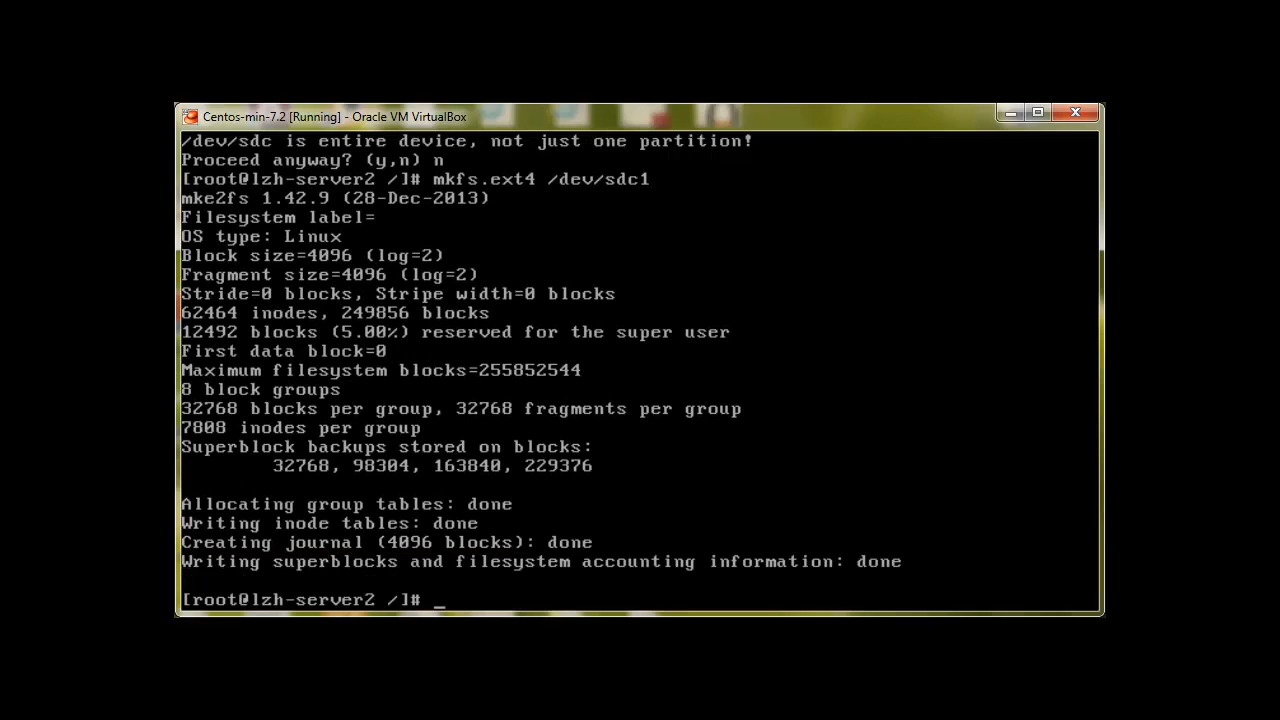 Centos-min-7.2 [Running] - Oracle VM VirtualBox
/dev/sdc is entire device, not just one partition!
Proceed anyway? (y,n) n
[root@lzh-server2 /]# mkfs.ext4 /dev/sdc1
mke2fs 1.42.9 (28-Dec-2013)
Filesystem label=
OS type: Linux
Block size=4096 (log=2)
Fragment size=4096 (log=2)
Stride=0 blocks, Stripe width=0 blocks
62464 inodes, 249856 blocks
12492 blocks (5.00%) reserved for the super user
First data block=0
Maximum filesystem blocks=255852544
8 block groups
32768 blocks per group, 32768 fragments per group
7808 inodes per group
Superblock backups stored on blocks:
32768, 98304, 163840, 229376
Allocating group tables: done
Writing inode tables: done
Creating journal (4096 blocks): done
Writing superblocks and filesystem accounting information: done
[root@lzh-server2 /]# _